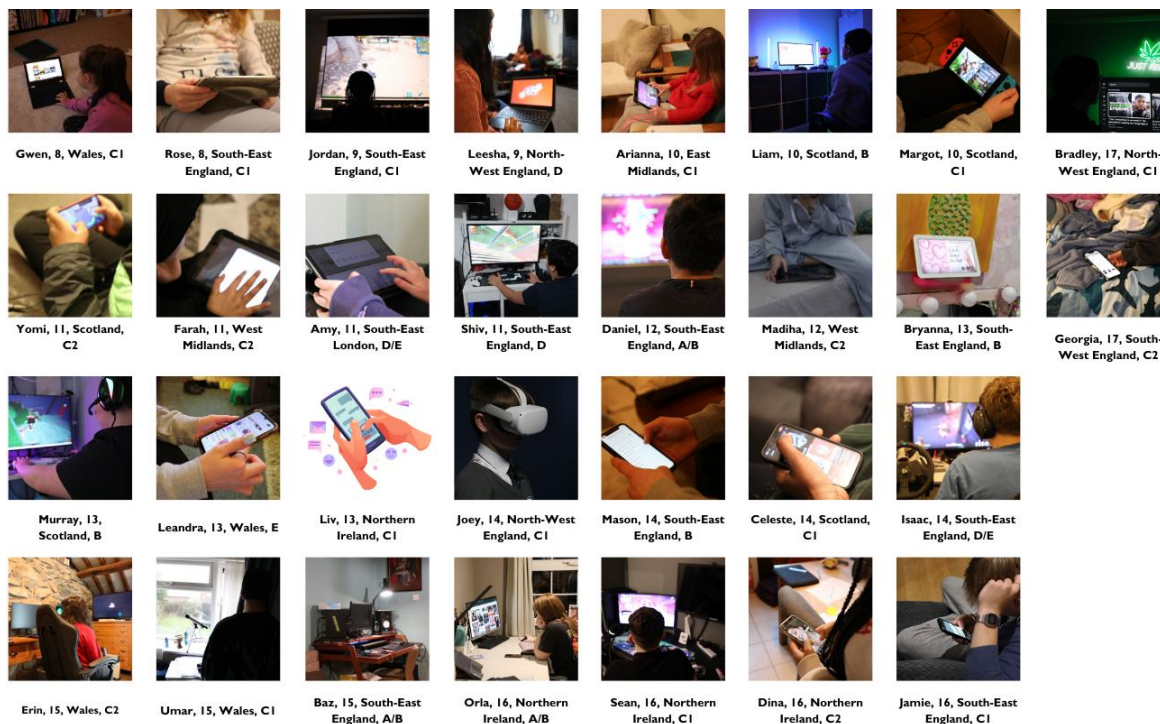 JUST
Gwen, 8, Wales, C1
Rose, 8, South-East
England, C1
Jordan, 9, South-East
England, C1
Leesha, 9, North-
West England, D
Arianna, 10, East
Midlands, C1
Liam, 10, Scotland, B
Margot, 10, Scotland,
C1
Bradley, 17, North-
West England, C1
Yomi, 11, Scotland,
C2
Farah, 11, West
Midlands, C2
Amy, 11, South-East
London, D/E
Shiv, 11, South-East
England, D
Daniel, 12, South-East
England, A/B
Madiha, 12, West
Midlands, C2
Bryanna, 13, South-
East England, B
Georgia, 17, South-
West England, C2
Murray, 13,
Scotland, B
Leandra, 13, Wales, E
Liv, 13, Northern
Ireland, C1
Joey, 14, North-West
England, C1
Mason, 14, South-East
England, B
Celeste, 14, Scotland,
C1
Isaac, 14, South-East
England, D/E
Erin, 15, Wales, C2
Umar, 15, Wales, C1
Baz, 15, South-East
England, A/B
Orla, 16, Northern
Ireland, A/B
Sean, 16, Northern
Ireland, C1
Dina, 16, Northern
Ireland, C2
Jamie, 16, South-East
England, C1